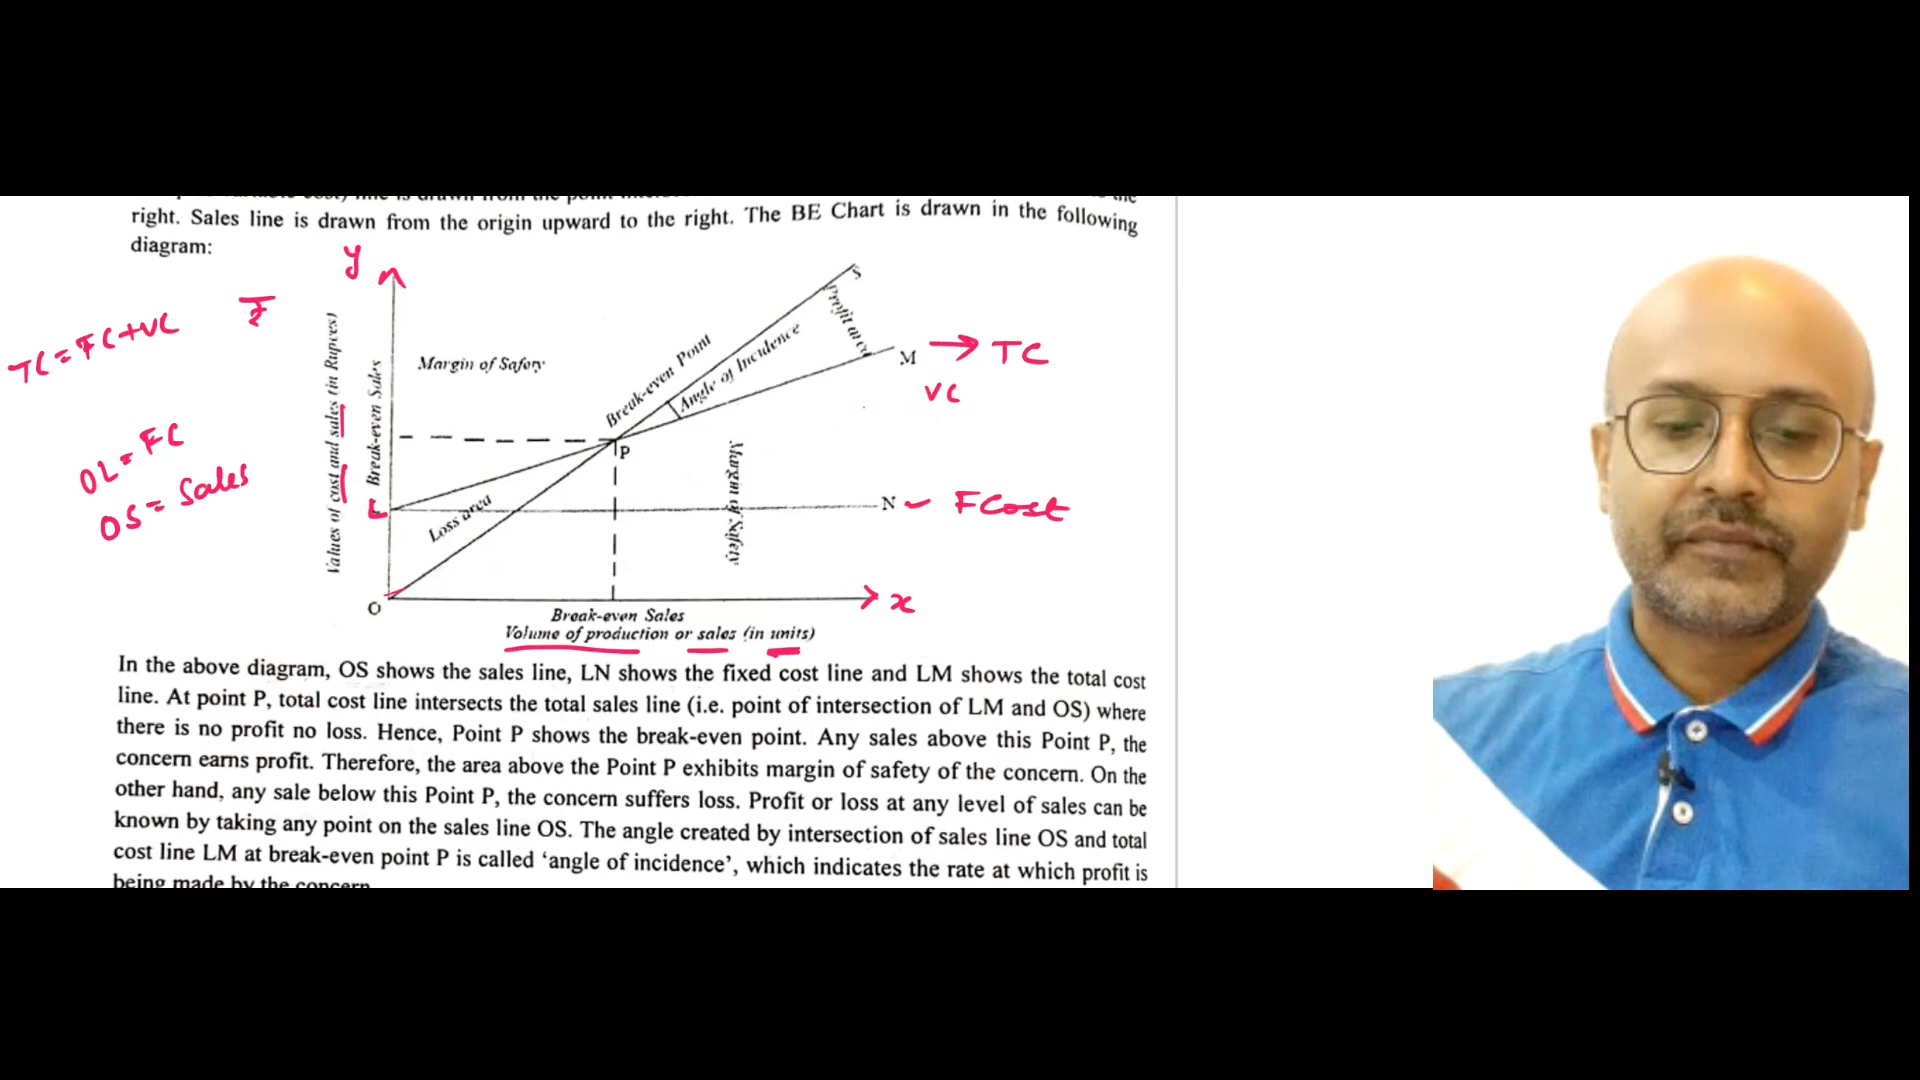 right. Sales line is drawn from the origin upward to the right. The BE Chart is drawn in the following
diagram:
y
₹
TC = FC+VC
OL = FC
OS = Sales
Values of cost and sales (in Rupees)
Break-even Sales
Margin of Safety
Break-even Point
Angle of Incidence
Profit area
S
M → TC
VC
P
L
Loss area
Margin of Safety
N – FCost
O
x
Break-even Sales
Volume of production or sales (in units)
In the above diagram, OS shows the sales line, LN shows the fixed cost line and LM shows the total cost
line. At point P, total cost line intersects the total sales line (i.e. point of intersection of LM and OS) where
there is no profit no loss. Hence, Point P shows the break-even point. Any sales above this Point P, the
concern earns profit. Therefore, the area above the Point P exhibits margin of safety of the concern. On the
other hand, any sale below this Point P, the concern suffers loss. Profit or loss at any level of sales can be
known by taking any point on the sales line OS. The angle created by intersection of sales line OS and total
cost line LM at break-even point P is called ‘angle of incidence’, which indicates the rate at which profit is
being made by the concern